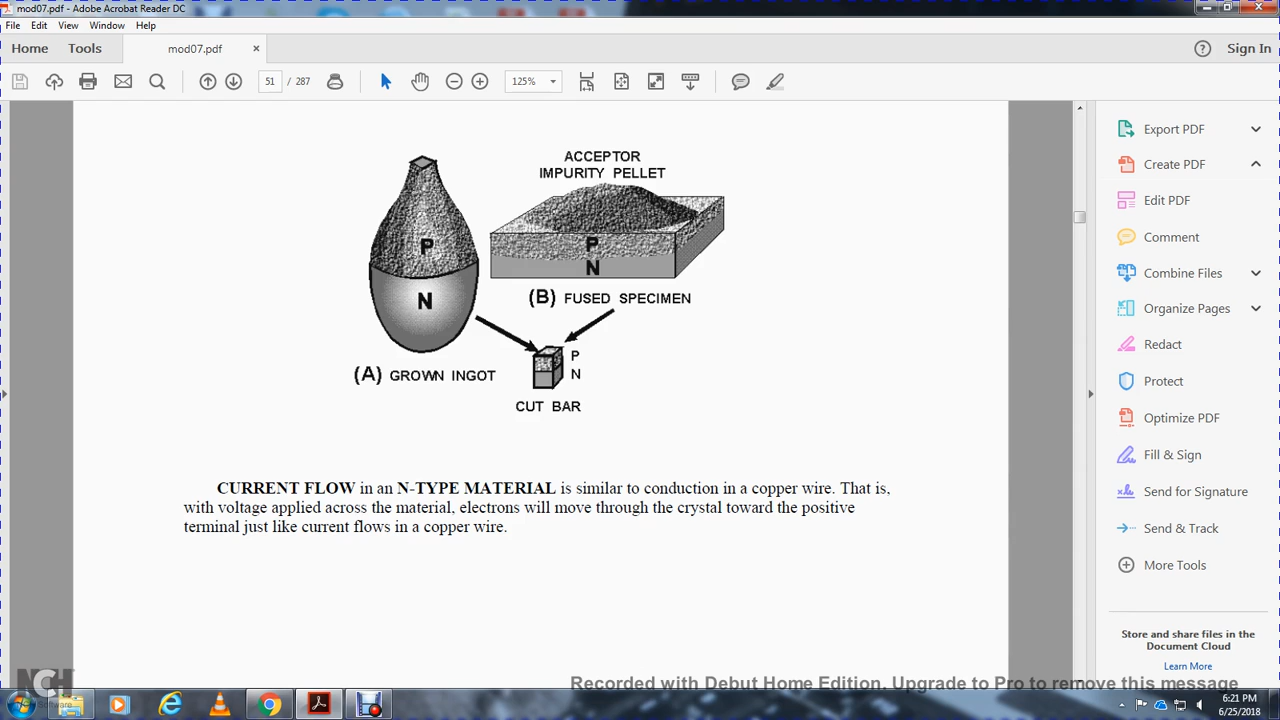 mod07.pdf - Adobe Acrobat Reader DC
File Edit View Window Help
Home Tools mod07.pdf × Sign In
51 / 287 125%
ACCEPTOR
IMPURITY PELLET
P
N
P
N
(B) FUSED SPECIMEN
P
N
(A) GROWN INGOT
CUT BAR
CURRENT FLOW in an N-TYPE MATERIAL is similar to conduction in a copper wire. That is,
with voltage applied across the material, electrons will move through the crystal toward the positive
terminal just like current flows in a copper wire.
Export PDF
Create PDF
Edit PDF
Comment
Combine Files
Organize Pages
Redact
Protect
Optimize PDF
Fill & Sign
Send for Signature
Send & Track
More Tools
Store and share files in the
Document Cloud
Learn More
NCH
Software
Recorded with Debut Home Edition. Upgrade to Pro to remove this message
6:21 PM
6/25/2018